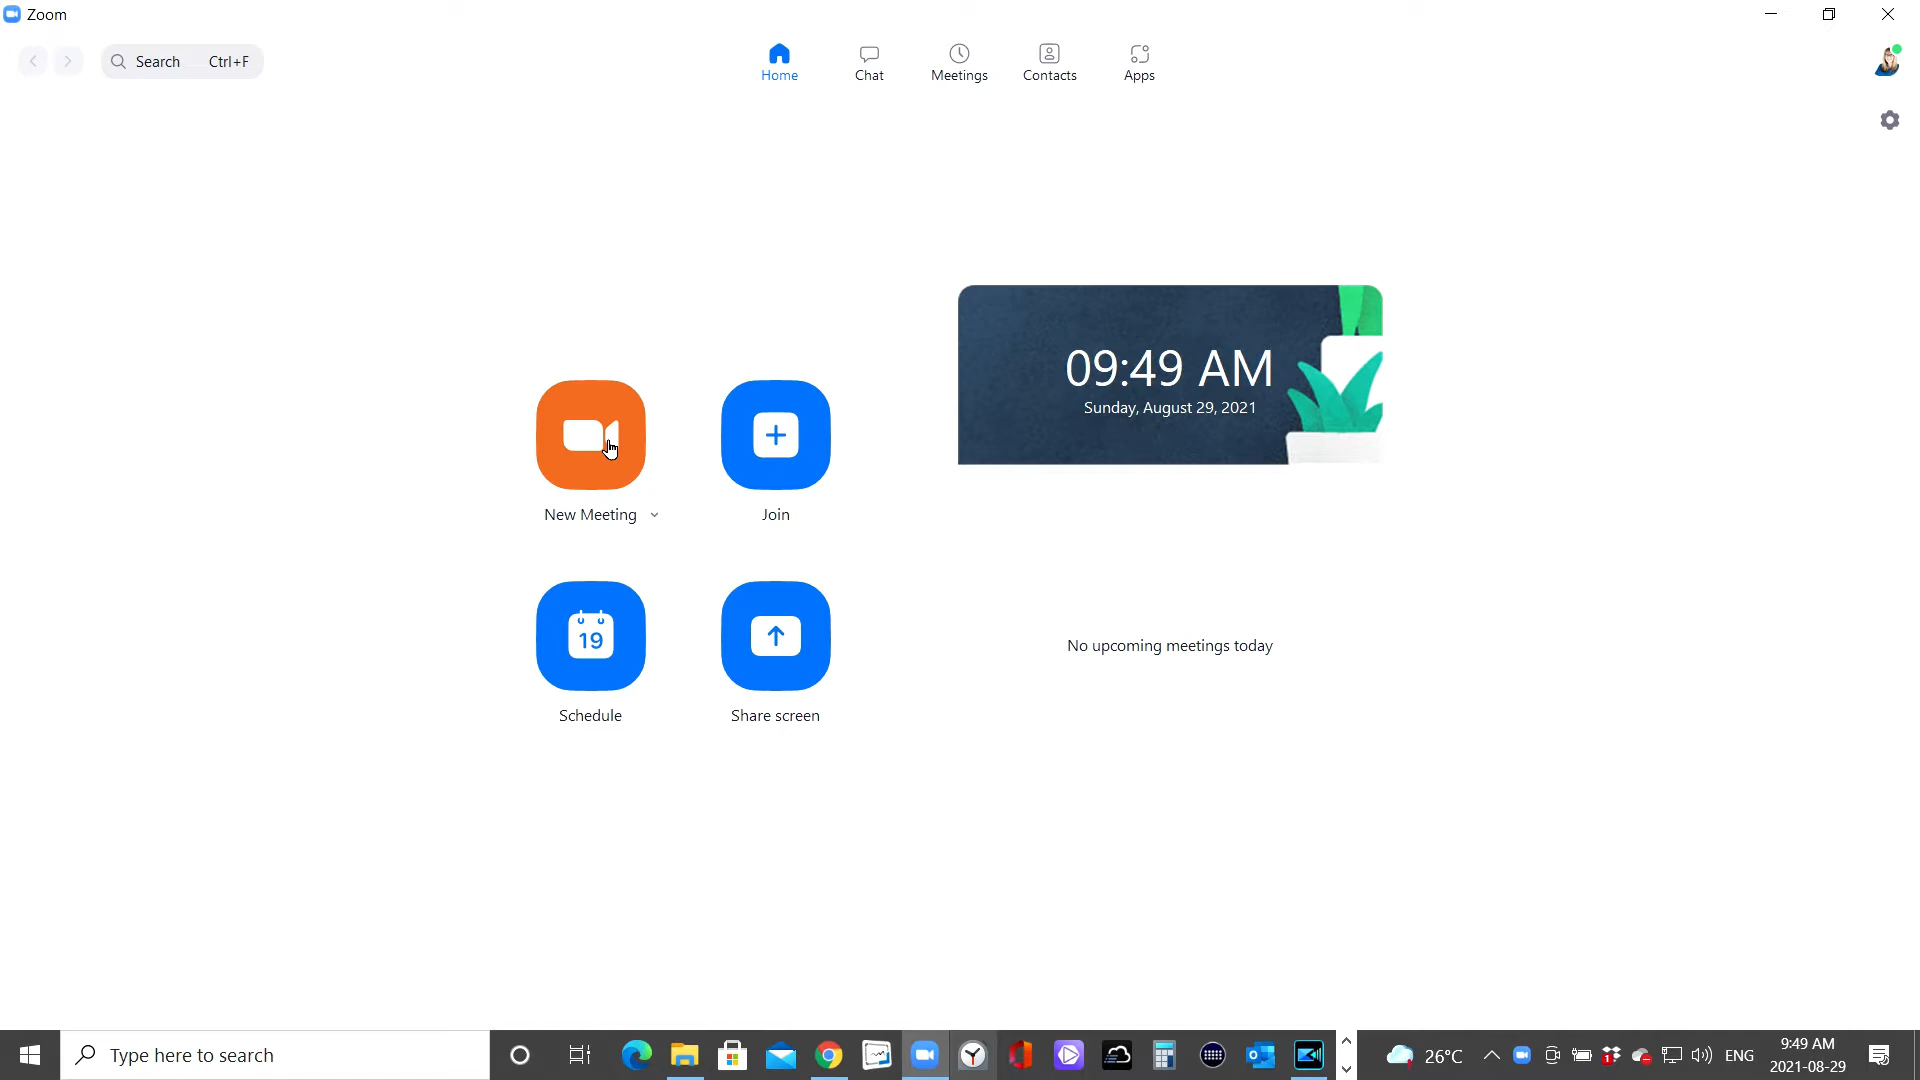 Zoom
Search Ctrl+F
Home
Chat
Meetings
Contacts
Apps
09:49 AM
Sunday, August 29, 2021
New Meeting
Join
19
Schedule
Share screen
No upcoming meetings today
Type here to search
26°C
1
ENG
9:49 AM
2021-08-29